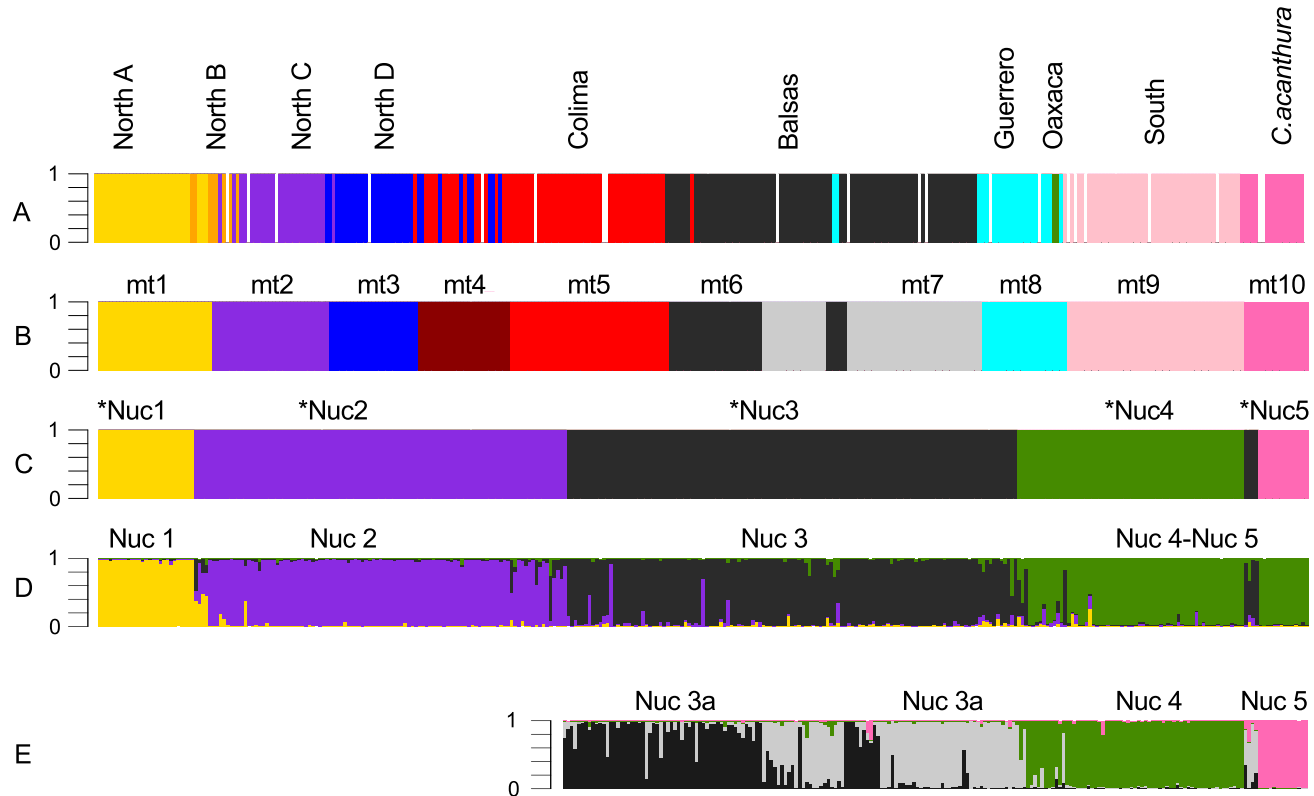 North A
North B
North C
North D
Colima
Balsas
Guerrero
Oaxaca
South
C.acanthura
A
1
0
mt1 mt2 mt3 mt4 mt5 mt6 mt7 mt8 mt9 mt10
B
1
0
*Nuc1 *Nuc2 *Nuc3 *Nuc4 *Nuc5
C
1
0
Nuc 1 Nuc 2 Nuc 3 Nuc 4-Nuc 5
D
1
0
Nuc 3a Nuc 3a Nuc 4 Nuc 5
E
1
0